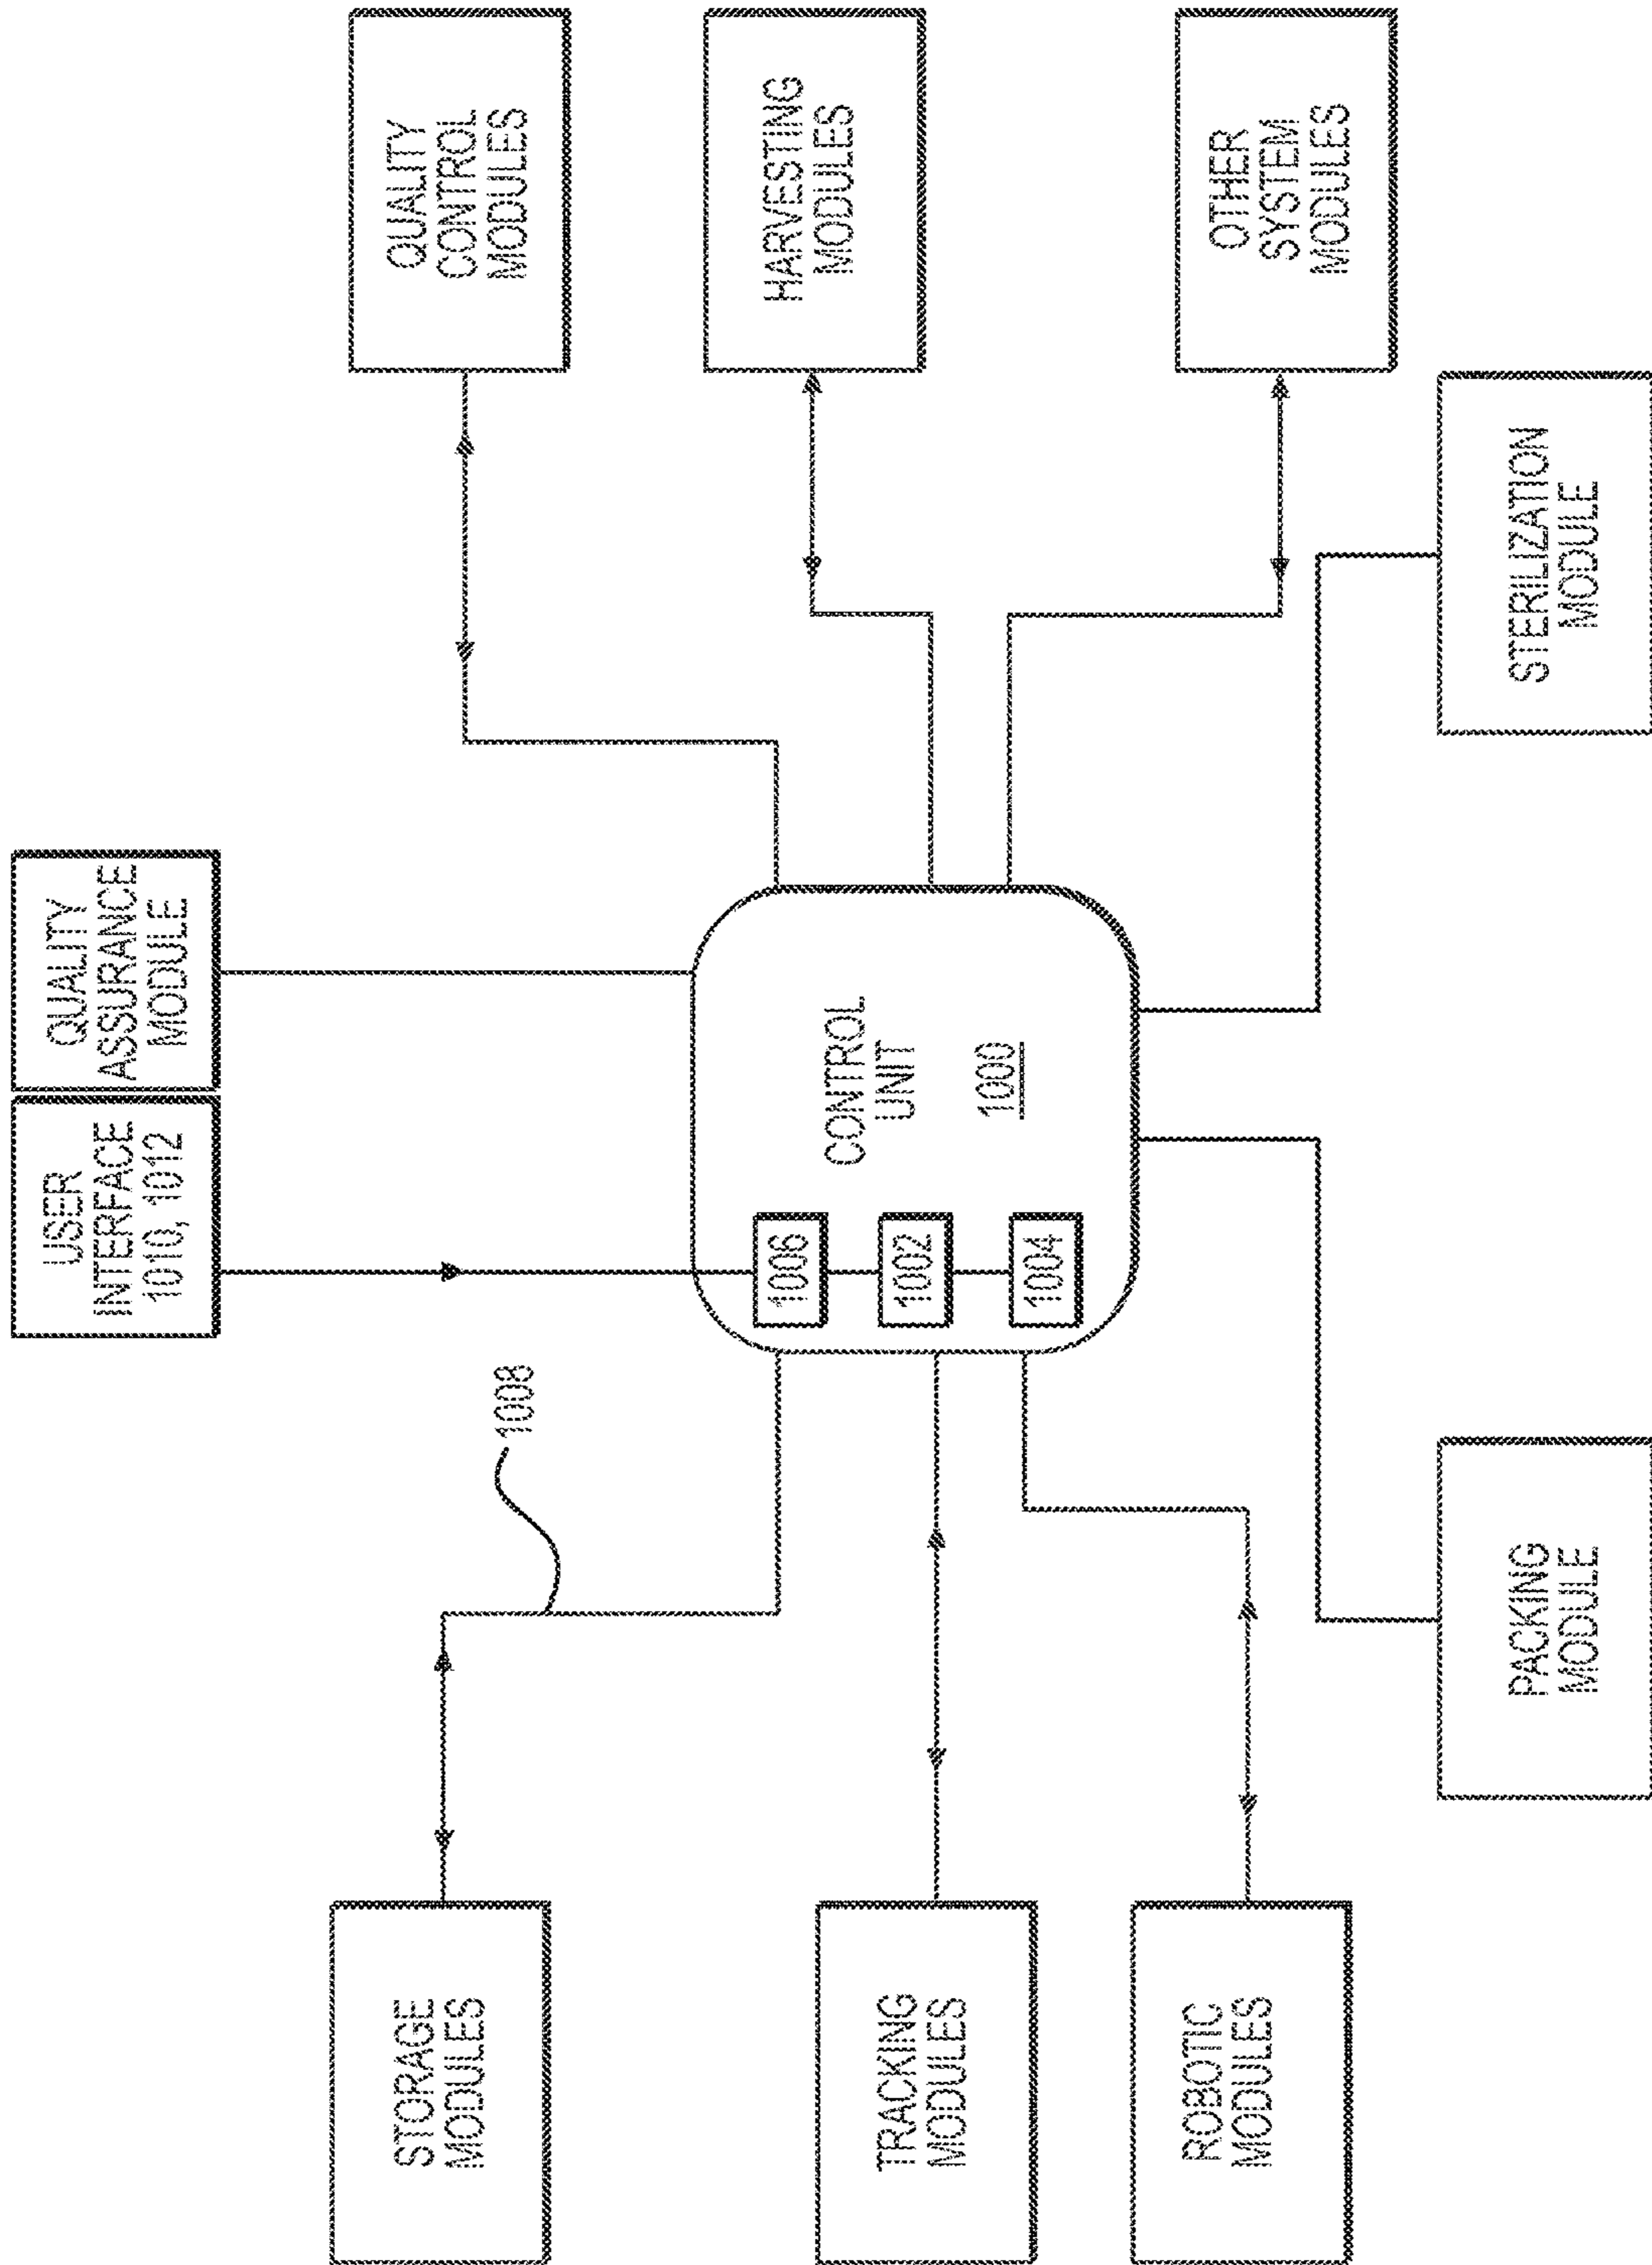 STORAGE
MODULES
TRACKING
MODULES
ROBOTIC
MODULES
1008
USER
INTERFACE
1010, 1012
QUALITY
ASSURANCE
MODULE
1006
1002
1004
CONTROL
UNIT
1000
PACKING
MODULE
STERILIZATION
MODULE
QUALITY
CONTROL
MODULES
HARVESTING
MODULES
OTHER
SYSTEM
MODULES